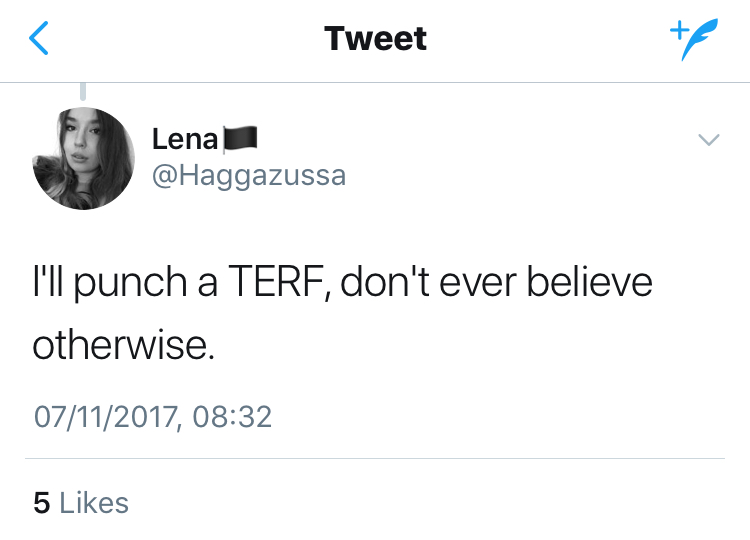 Tweet
Lena🏴
@Haggazussa
I'll punch a TERF, don't ever believe
otherwise.
07/11/2017, 08:32
5 Likes